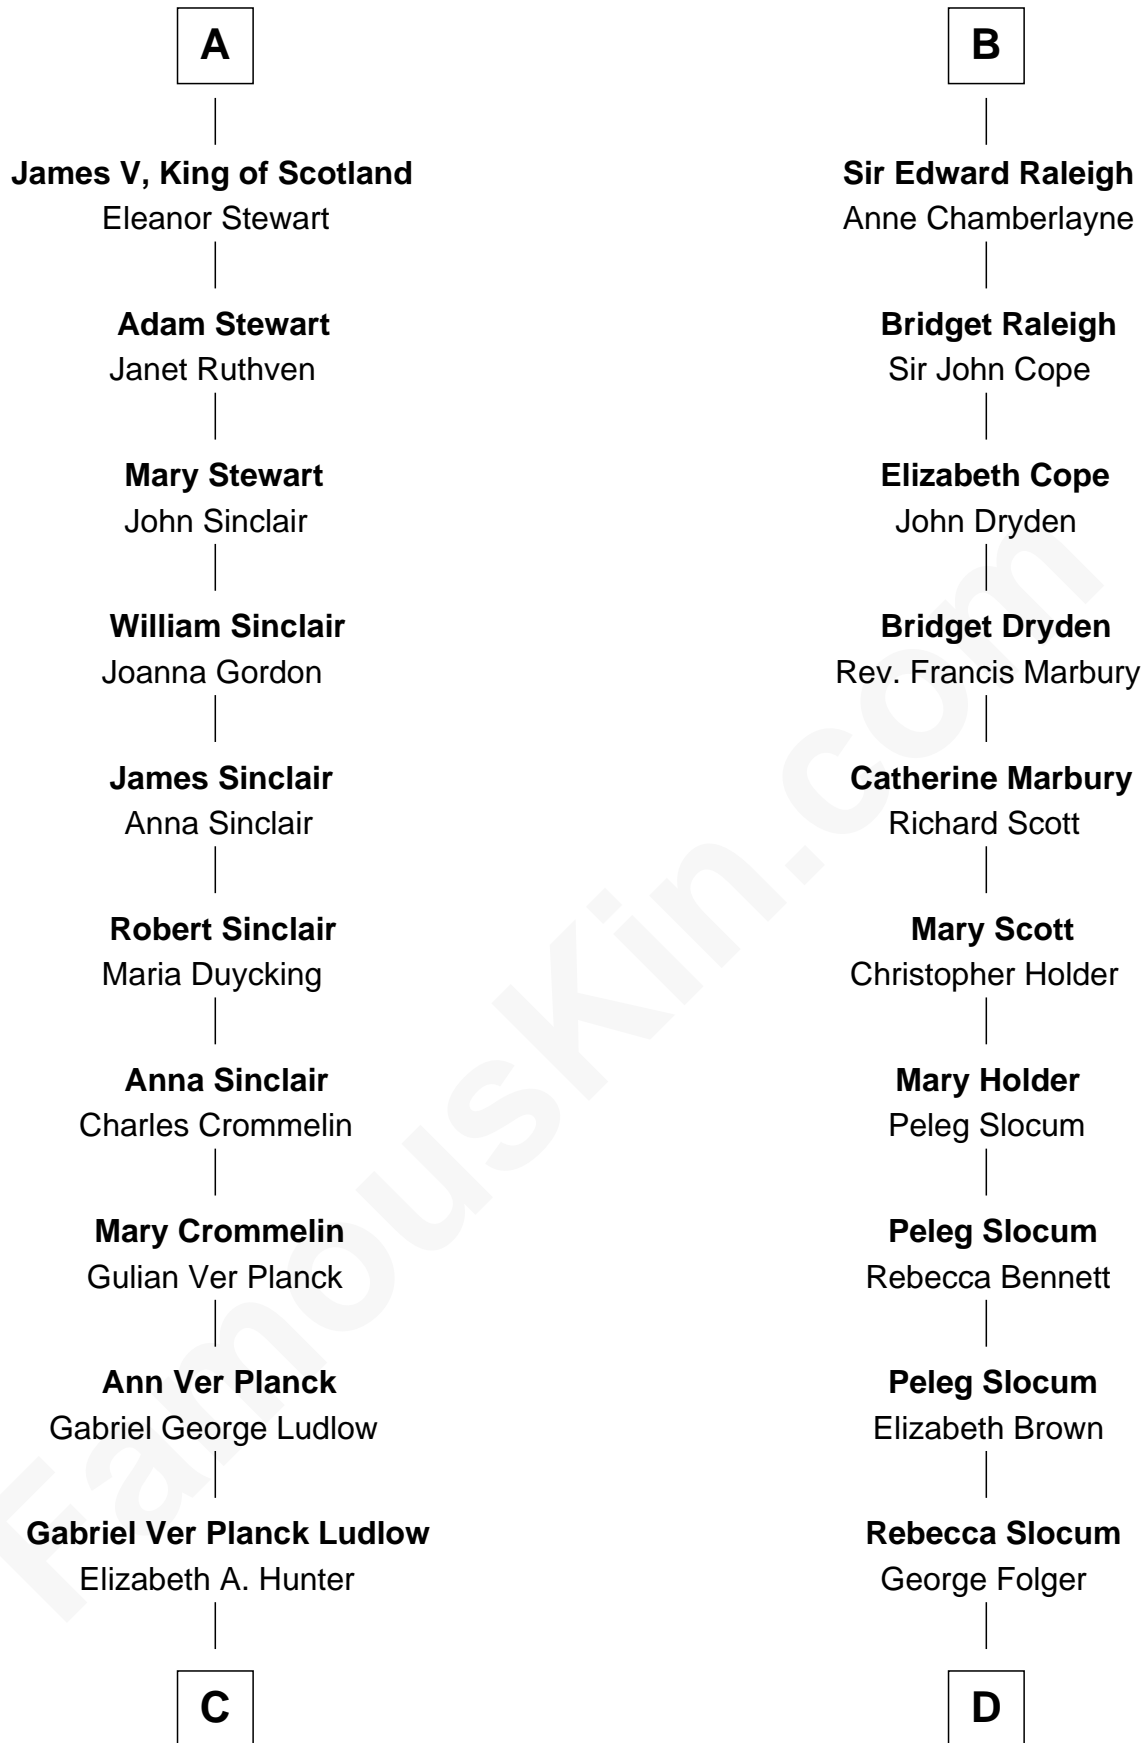 A
James V, King of Scotland
Eleanor Stewart
Adam Stewart
Janet Ruthven
Mary Stewart
John Sinclair
William Sinclair
Joanna Gordon
James Sinclair
Anna Sinclair
Robert Sinclair
Maria Duycking
Anna Sinclair
Charles Crommelin
Mary Crommelin
Gulian Ver Planck
Ann Ver Planck
Gabriel George Ludlow
Gabriel Ver Planck Ludlow
Elizabeth A. Hunter
C
B
Sir Edward Raleigh
Anne Chamberlayne
Bridget Raleigh
Sir John Cope
Elizabeth Cope
John Dryden
Bridget Dryden
Rev. Francis Marbury
Catherine Marbury
Richard Scott
Mary Scott
Christopher Holder
Mary Holder
Peleg Slocum
Peleg Slocum
Rebecca Bennett
Peleg Slocum
Elizabeth Brown
Rebecca Slocum
George Folger
D
FamousKin.com